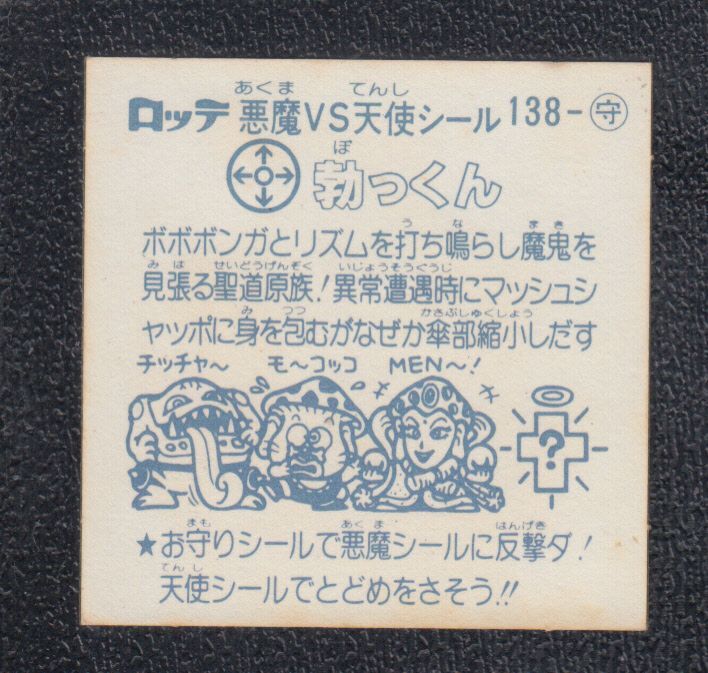 ロッテ 悪魔VS天使シール 138-守
あくま てんし
勃っくん
ぼ
ボボボンガとリズムを打ち鳴らし魔鬼を
う な まき
見張る聖道原族!異常遭遇時にマッシュシ
みは せいどうげんぞく いじょうそうぐうじ
ャッポに身を包むがなぜか傘部縮小しだす
み つつ かさぶしゅくしょう
チッチャ〜 モ〜コッコ MEN〜!
?
★お守りシールで悪魔シールに反撃ダ!
まも あくま はんげき
天使シールでとどめをさそう!!
てんし